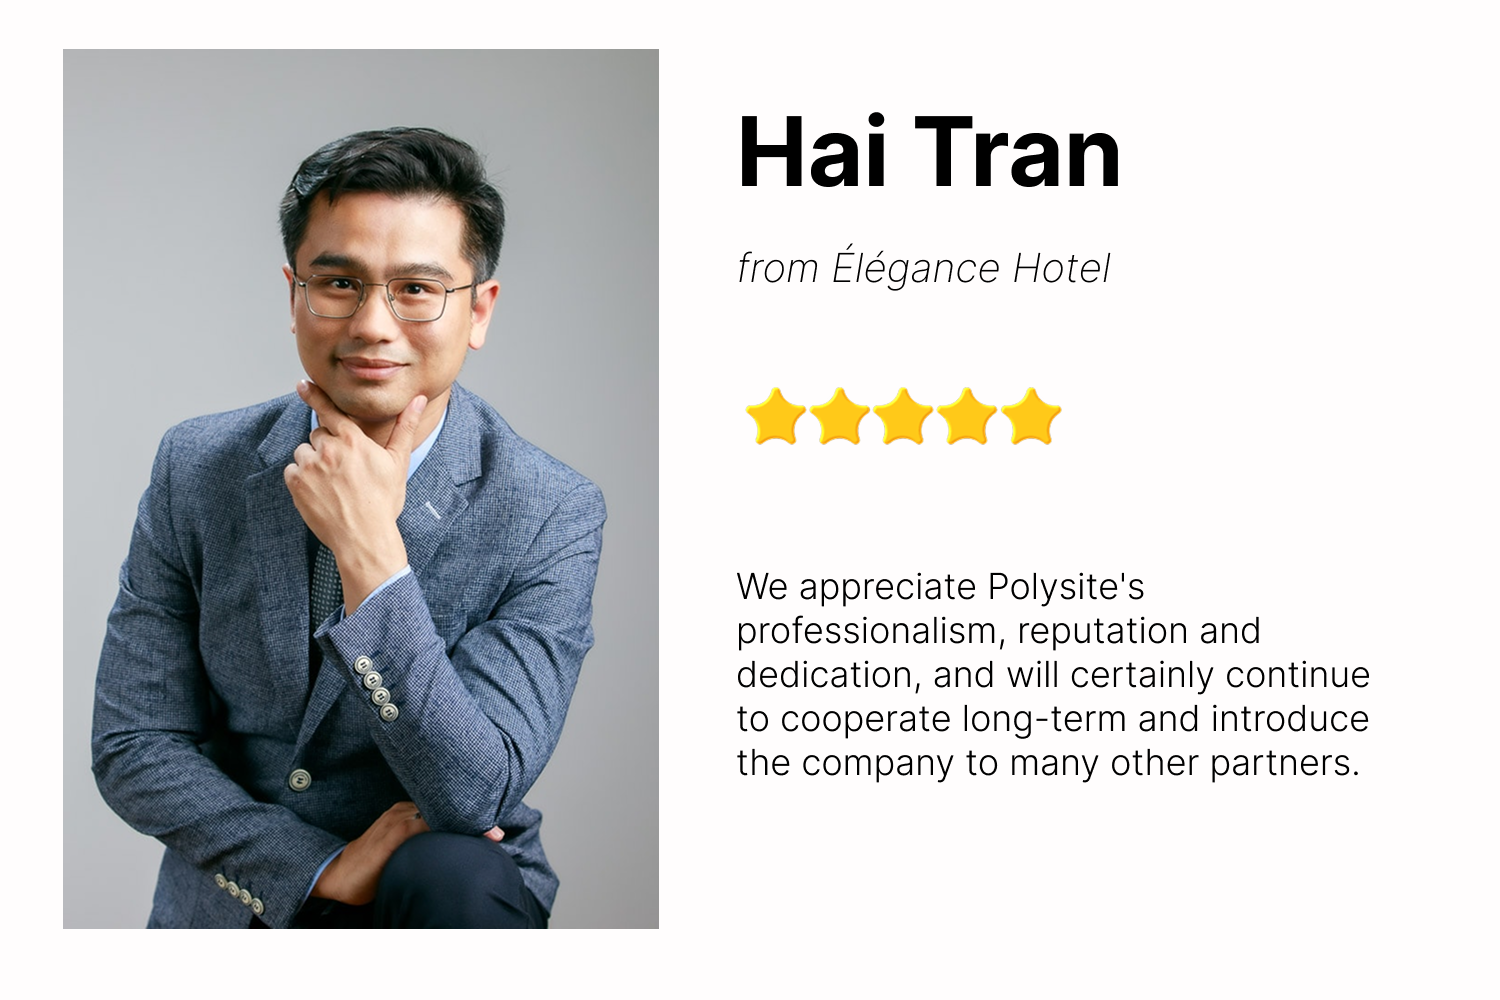 Hai Tran
from Élégance Hotel
We appreciate Polysite's
professionalism, reputation and
dedication, and will certainly continue
to cooperate long-term and introduce
the company to many other partners.